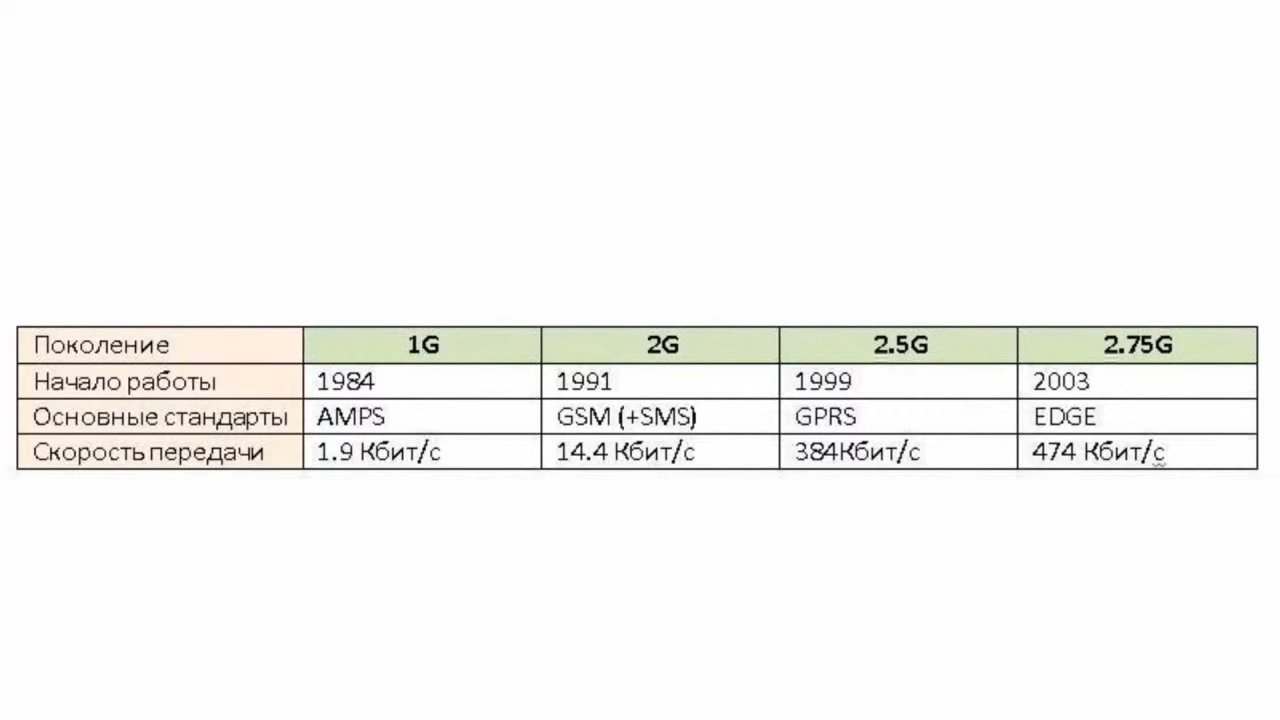 Поколение 1G 2G 2.5G 2.75G
Начало работы 1984 1991 1999 2003
Основные стандарты AMPS GSM (+SMS) GPRS EDGE
Скорость передачи 1.9 Кбит/с 14.4 Кбит/с 384Кбит/с 474 Кбит/с